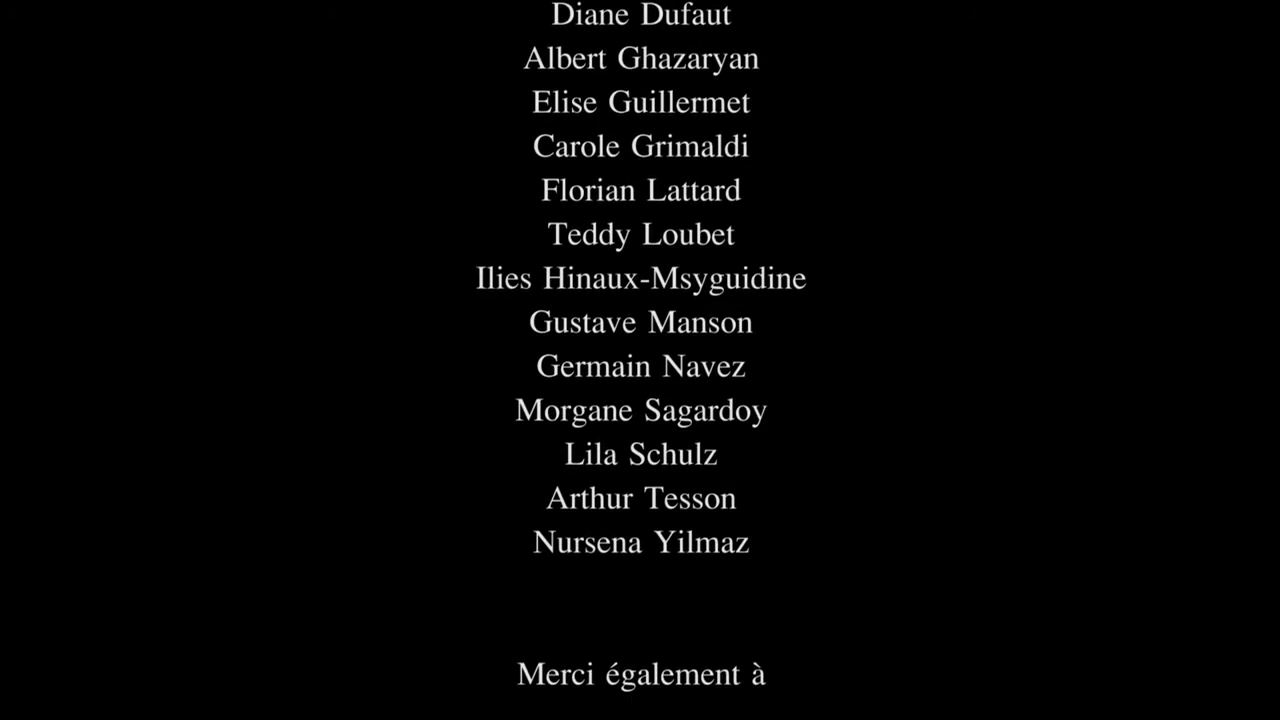 Diane Dufaut
Albert Ghazaryan
Elise Guillermet
Carole Grimaldi
Florian Lattard
Teddy Loubet
Ilies Hinaux-Msyguidine
Gustave Manson
Germain Navez
Morgane Sagardoy
Lila Schulz
Arthur Tesson
Nursena Yilmaz
Merci également à